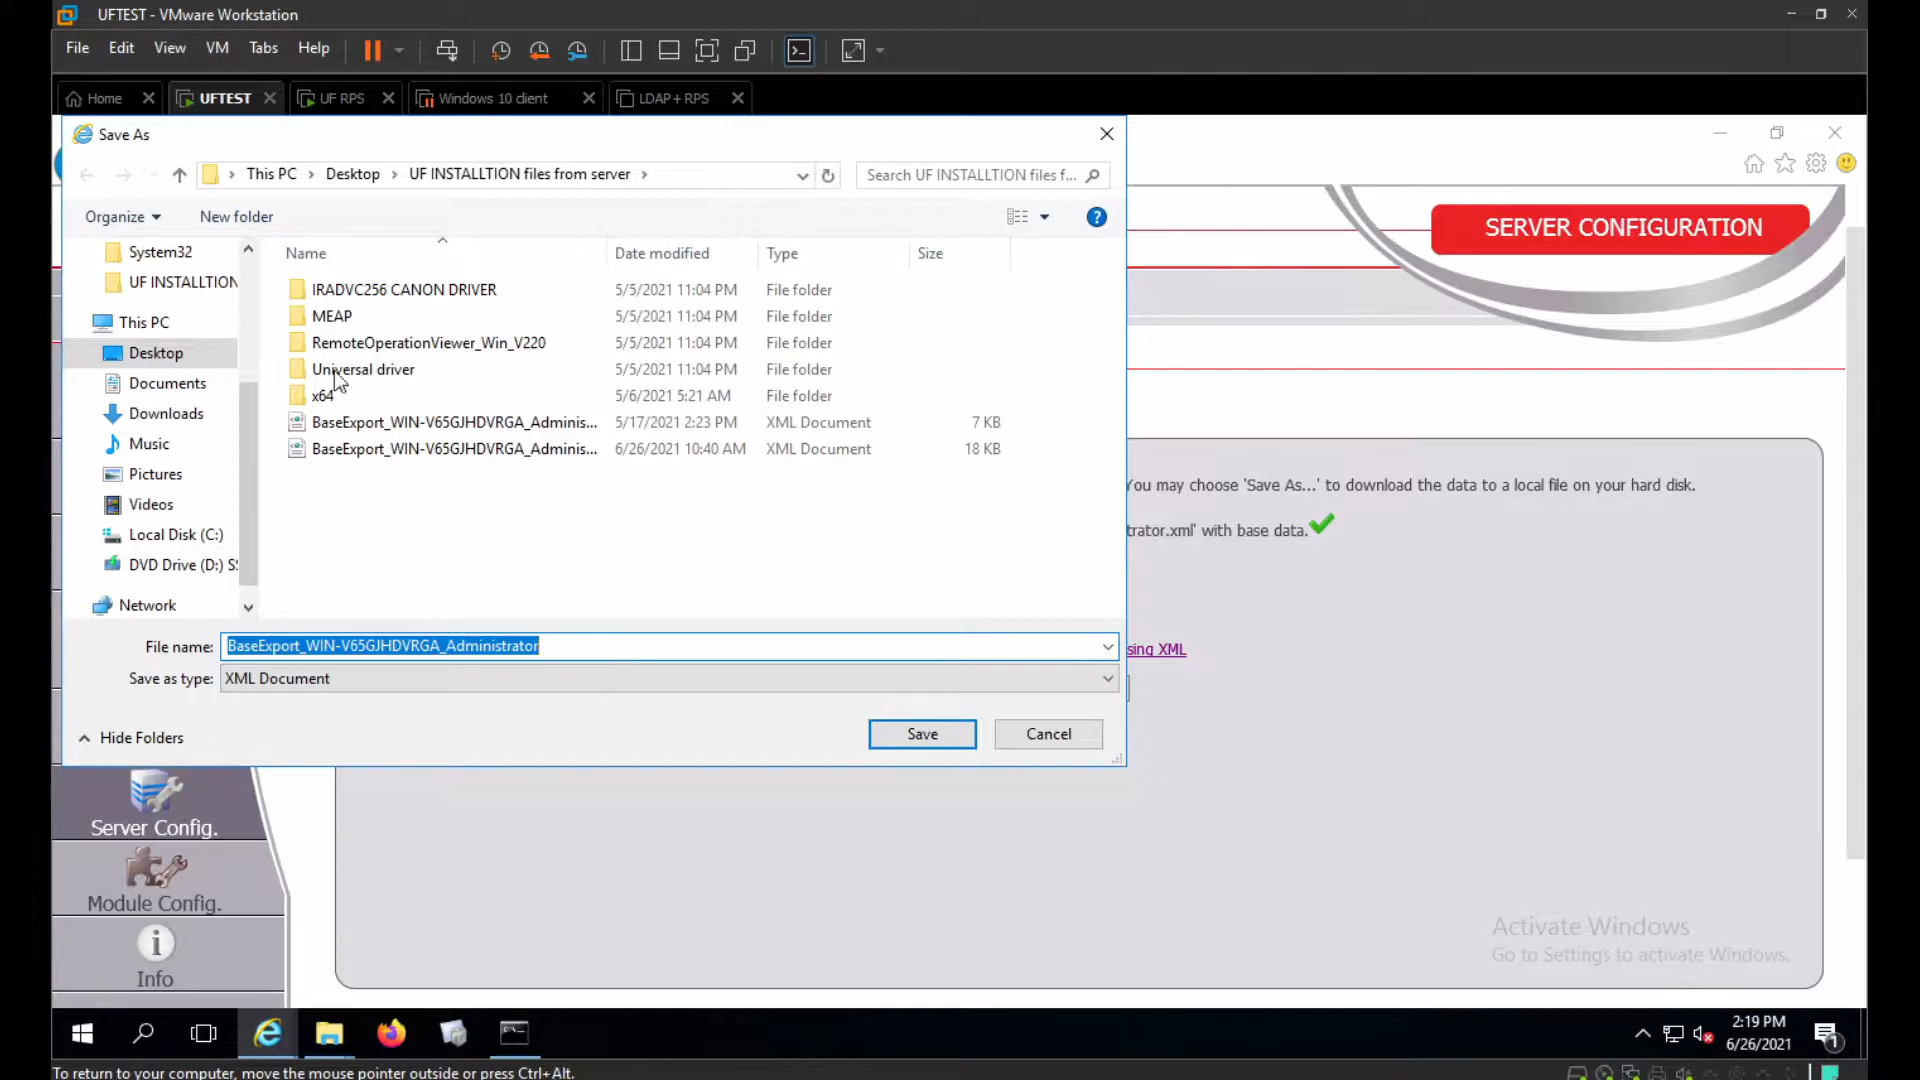 UFTEST - VMware Workstation
File Edit View VM Tabs Help
Home UFTEST UF RPS Windows 10 client LDAP + RPS
Save As
This PC Desktop UF INSTALLTION files from server
Search UF INSTALLTION files f...
Organize New folder
System32
UF INSTALLTION
This PC
Desktop
Documents
Downloads
Music
Pictures
Videos
Local Disk (C:)
DVD Drive (D:) S
Network
Name Date modified Type Size
IRADVC256 CANON DRIVER 5/5/2021 11:04 PM File folder
MEAP 5/5/2021 11:04 PM File folder
RemoteOperationViewer_Win_V220 5/5/2021 11:04 PM File folder
Universal driver 5/5/2021 11:04 PM File folder
x64 5/6/2021 5:21 AM File folder
BaseExport_WIN-V65GJHDVRGA_Adminis... 5/17/2021 2:23 PM XML Document 7 KB
BaseExport_WIN-V65GJHDVRGA_Adminis... 6/26/2021 10:40 AM XML Document 18 KB
File name: BaseExport_WIN-V65GJHDVRGA_Administrator
Save as type: XML Document
Hide Folders
Save Cancel
SERVER CONFIGURATION
You may choose 'Save As...' to download the data to a local file on your hard disk.
trator.xml' with base data.
sing XML
Server Config.
Module Config.
Info
Activate Windows
Go to Settings to activate Windows.
2:19 PM
6/26/2021
1
To return to your computer, move the mouse pointer outside or press Ctrl+Alt.